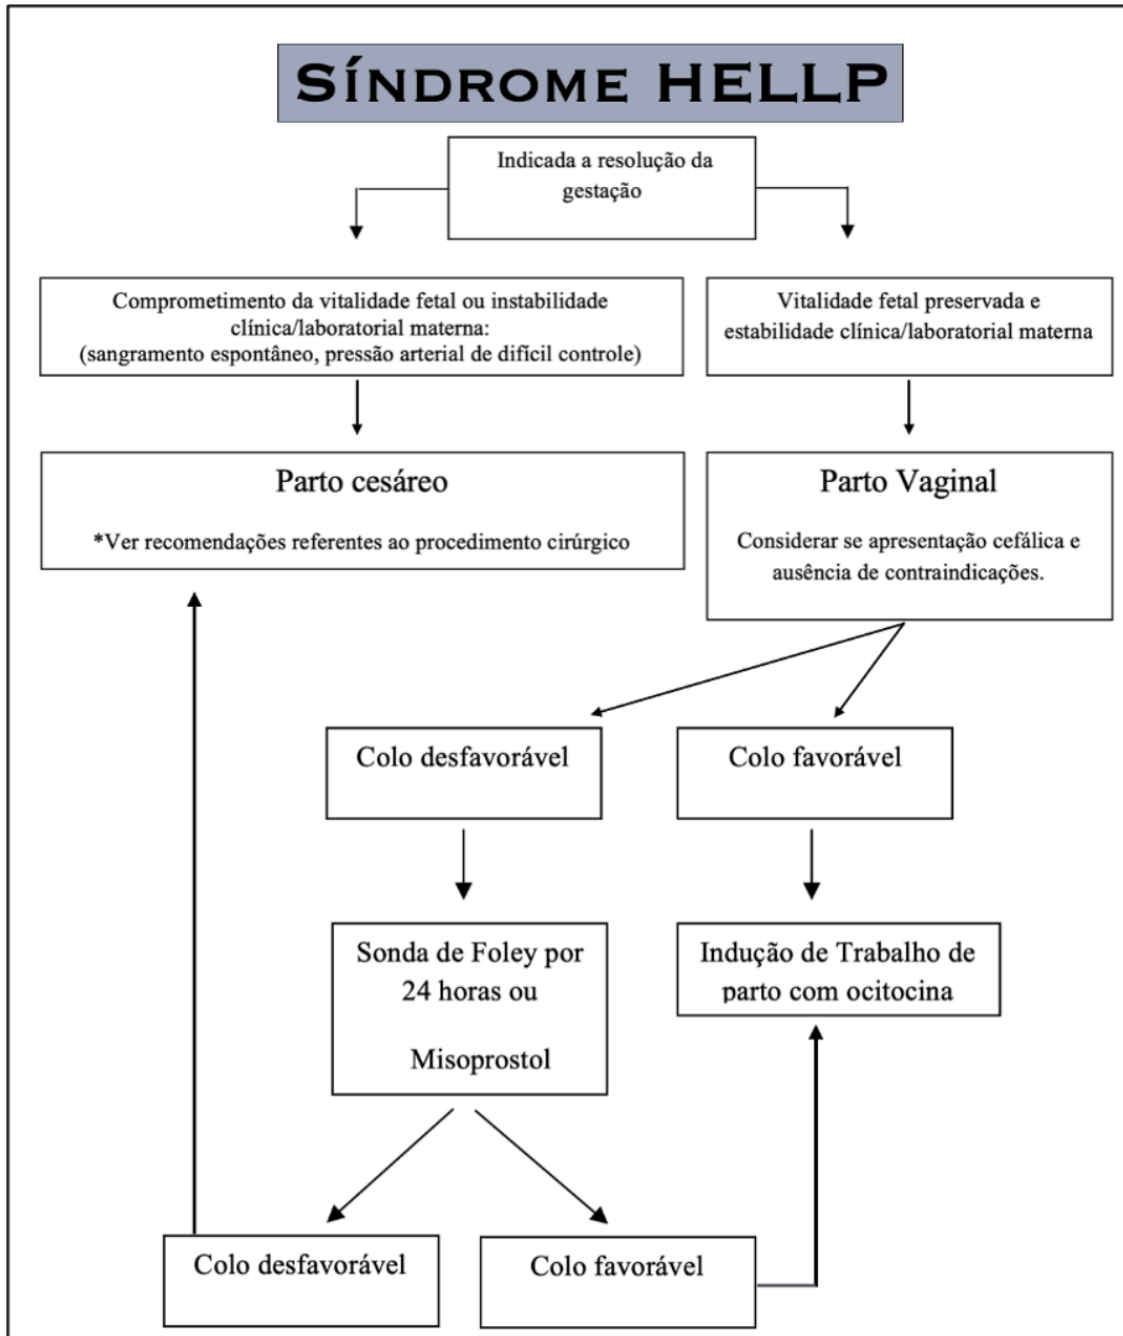 SÍNDROME HELLP
Indicada a resolução da
gestação
Comprometimento da vitalidade fetal ou instabilidade
clínica/laboratorial materna:
(sangramento espontâneo, pressão arterial de difícil controle)
Vitalidade fetal preservada e
estabilidade clínica/laboratorial materna
Parto cesáreo
*Ver recomendações referentes ao procedimento cirúrgico
Parto Vaginal
Considerar se apresentação cefálica e
ausência de contraindicações.
Colo desfavorável
Colo favorável
Sonda de Foley por
24 horas ou
Misoprostol
Indução de Trabalho de
parto com ocitocina
Colo desfavorável
Colo favorável